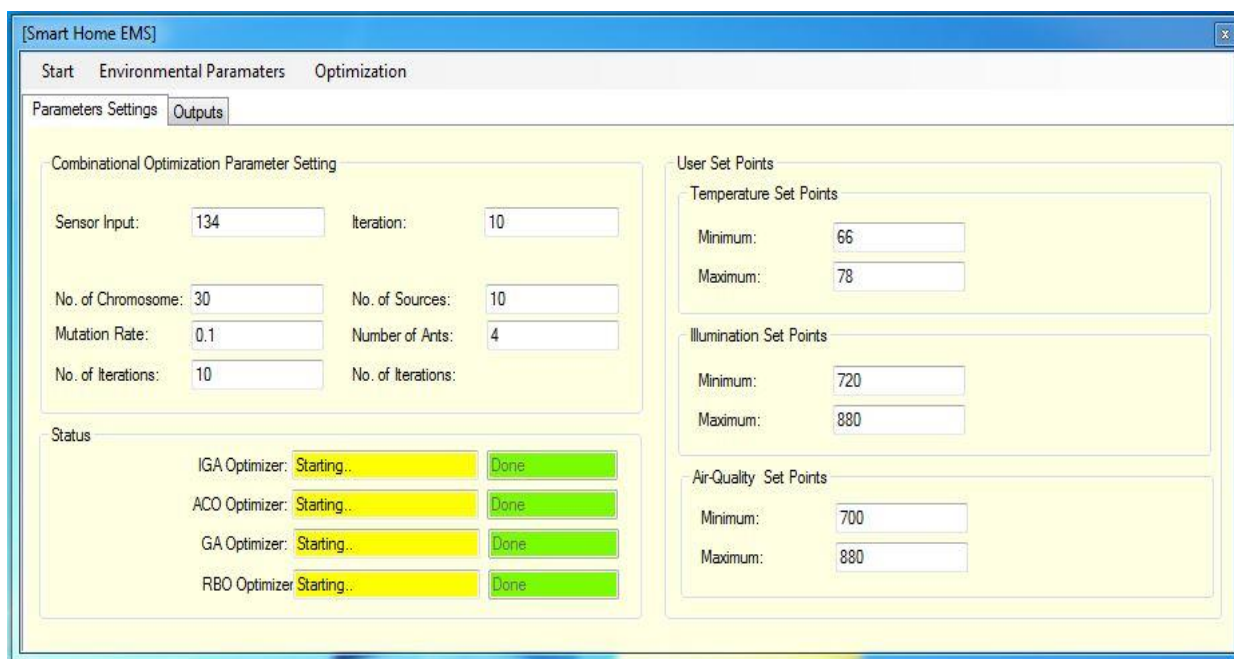 [Smart Home EMS]
x
Start Environmental Paramaters Optimization
Parameters Settings Outputs
Combinational Optimization Parameter Setting
Sensor Input: 134 Iteration: 10
No. of Chromosome: 30 No. of Sources: 10
Mutation Rate: 0.1 Number of Ants: 4
No. of Iterations: 10 No. of Iterations:
Status
IGA Optimizer: Starting.. Done
ACO Optimizer: Starting.. Done
GA Optimizer: Starting.. Done
RBO Optimizer Starting.. Done
User Set Points
Temperature Set Points
Minimum: 66
Maximum: 78
Illumination Set Points
Minimum: 720
Maximum: 880
Air-Quality Set Points
Minimum: 700
Maximum: 880